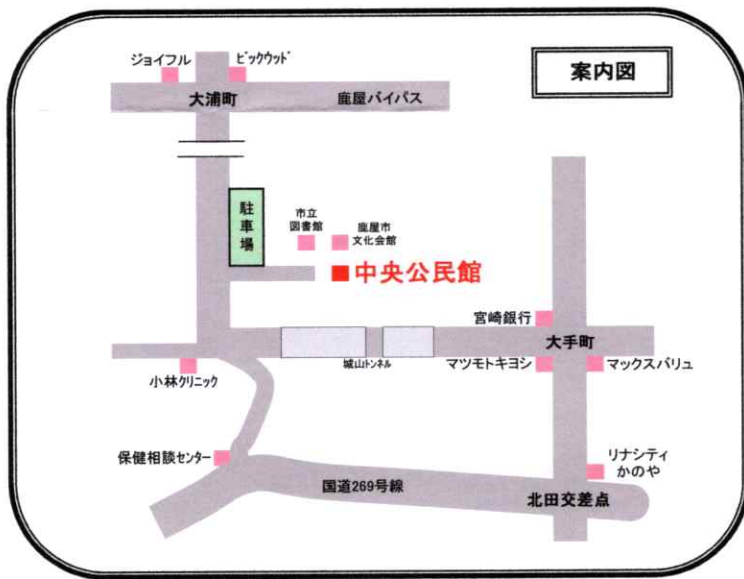 案内図
ジョイフル
ビックウッド
大浦町
鹿屋バイパス
駐車場
市立
図書館
鹿屋市
文化会館
中央公民館
宮崎銀行
大手町
城山トンネル
マツモトキヨシ
マックスバリュ
小林クリニック
保健相談センター
リナシティ
かのや
国道269号線
北田交差点